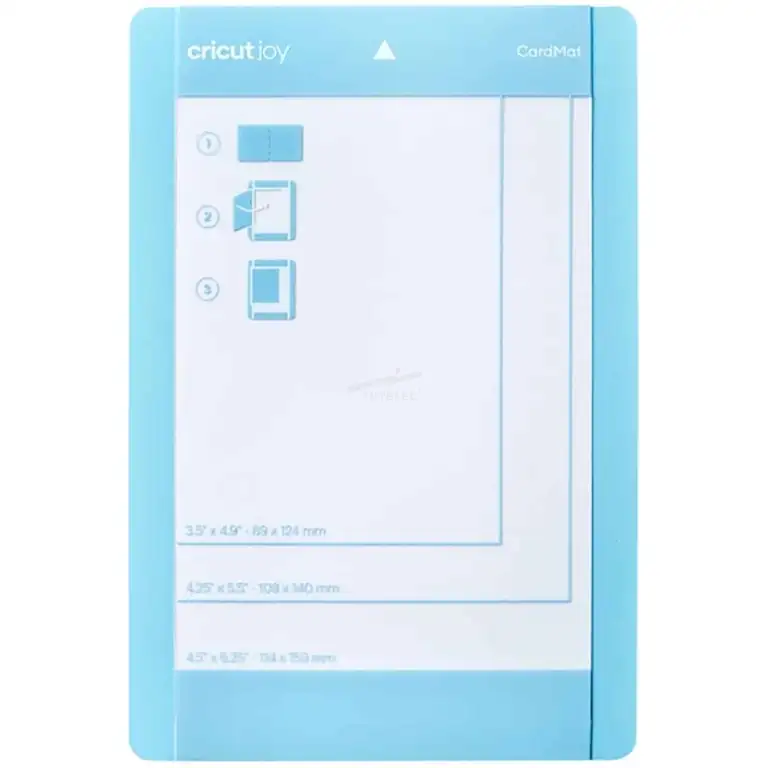 cricut joy
CardMat
1
2
3
3.5" x 4.9" - 89 x 124 mm
4.25" x 5.5" - 108 x 140 mm
4.5" x 6.25" - 114 x 159 mm